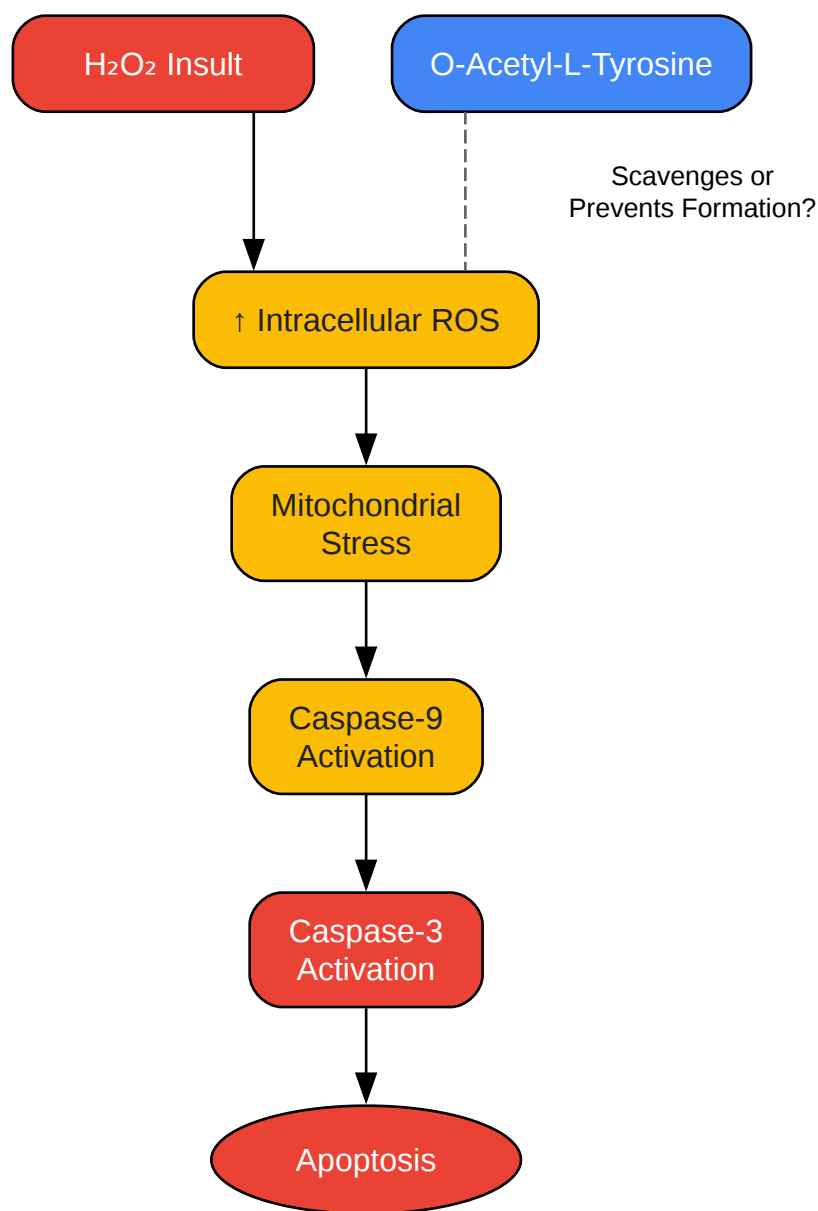 H₂O₂ Insult
O-Acetyl-L-Tyrosine
Scavenges or
Prevents Formation?
↑ Intracellular ROS
Mitochondrial
Stress
Caspase-9
Activation
Caspase-3
Activation
Apoptosis